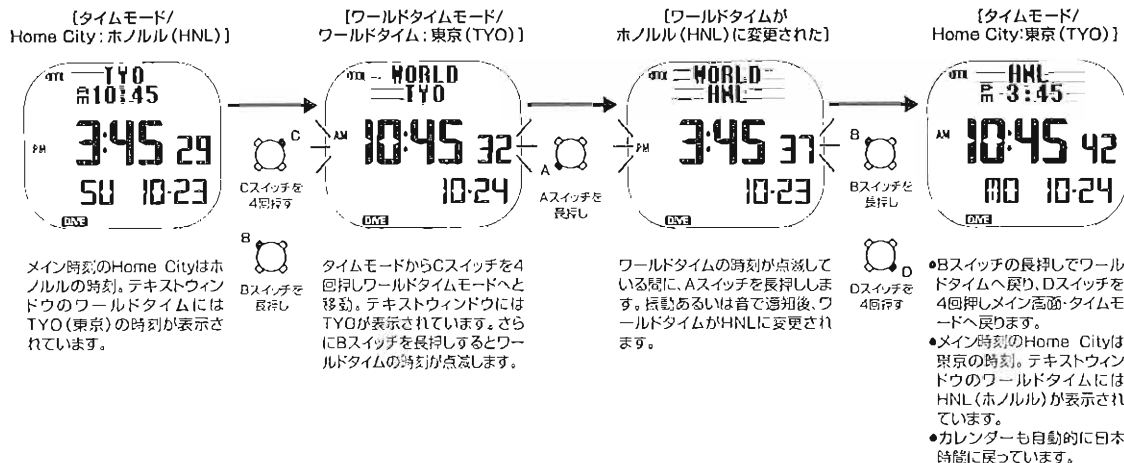 [タイムモード/
Home City:ホノルル(HNL)]
TYO
AM 10:45
PM
3:45 29
SU 10-23
DIVE
C
Cスイッチを
4回押す
B
Bスイッチを
長押し
メイン時刻のHome Cityはホ
ノルルの時刻。テキストウィン
ドウのワールドタイムには
TYO(東京)の時刻が表示さ
れています。
[ワールドタイムモード/
ワールドタイム:東京(TYO)]
WORLD
TYO
AM
10:45 32
10-24
A
Aスイッチを
長押し
タイムモードからCスイッチを4
回押しワールドタイムモードへと
移動。テキストウィンドウには
TYOが表示されています。さら
にBスイッチを長押しするとワー
ルドタイムの時刻が点滅します。
[ワールドタイムが
ホノルル(HNL)に変更された]
WORLD
HNL
PM
3:45 37
10-23
B
Bスイッチを
長押し
D
Dスイッチを
4回押す
ワールドタイムの時刻が点滅して
いる間に、Aスイッチを長押ししま
す。振動あるいは音で通知後、ワ
ールドタイムがHNLに変更され
ます。
[タイムモード/
Home City:東京(TYO)]
HNL
PM 3:45
AM
10:45 42
MO 10-24
DIVE
●Bスイッチの長押しでワール
ドタイムへ戻り、Dスイッチを
4回押しメイン画面・タイムモ
ードへ戻ります。
●メイン時刻のHome Cityは
東京の時刻。テキストウィン
ドウのワールドタイムには
HNL(ホノルル)が表示され
ています。
●カレンダーも自動的に日本
時間に戻っています。